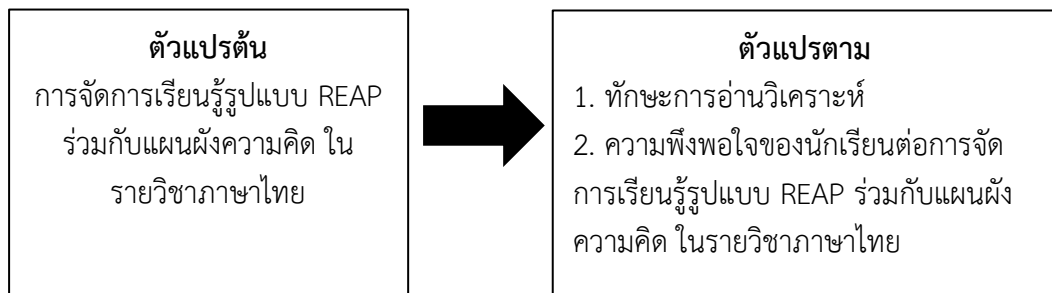 ตัวแปรต้น
การจัดการเรียนรู้รูปแบบ REAP
ร่วมกับแผนผังความคิด ใน
รายวิชาภาษาไทย
ตัวแปรตาม
1. ทักษะการอ่านวิเคราะห์
2. ความพึงพอใจของนักเรียนต่อการจัด
การเรียนรู้รูปแบบ REAP ร่วมกับแผนผัง
ความคิด ในรายวิชาภาษาไทย